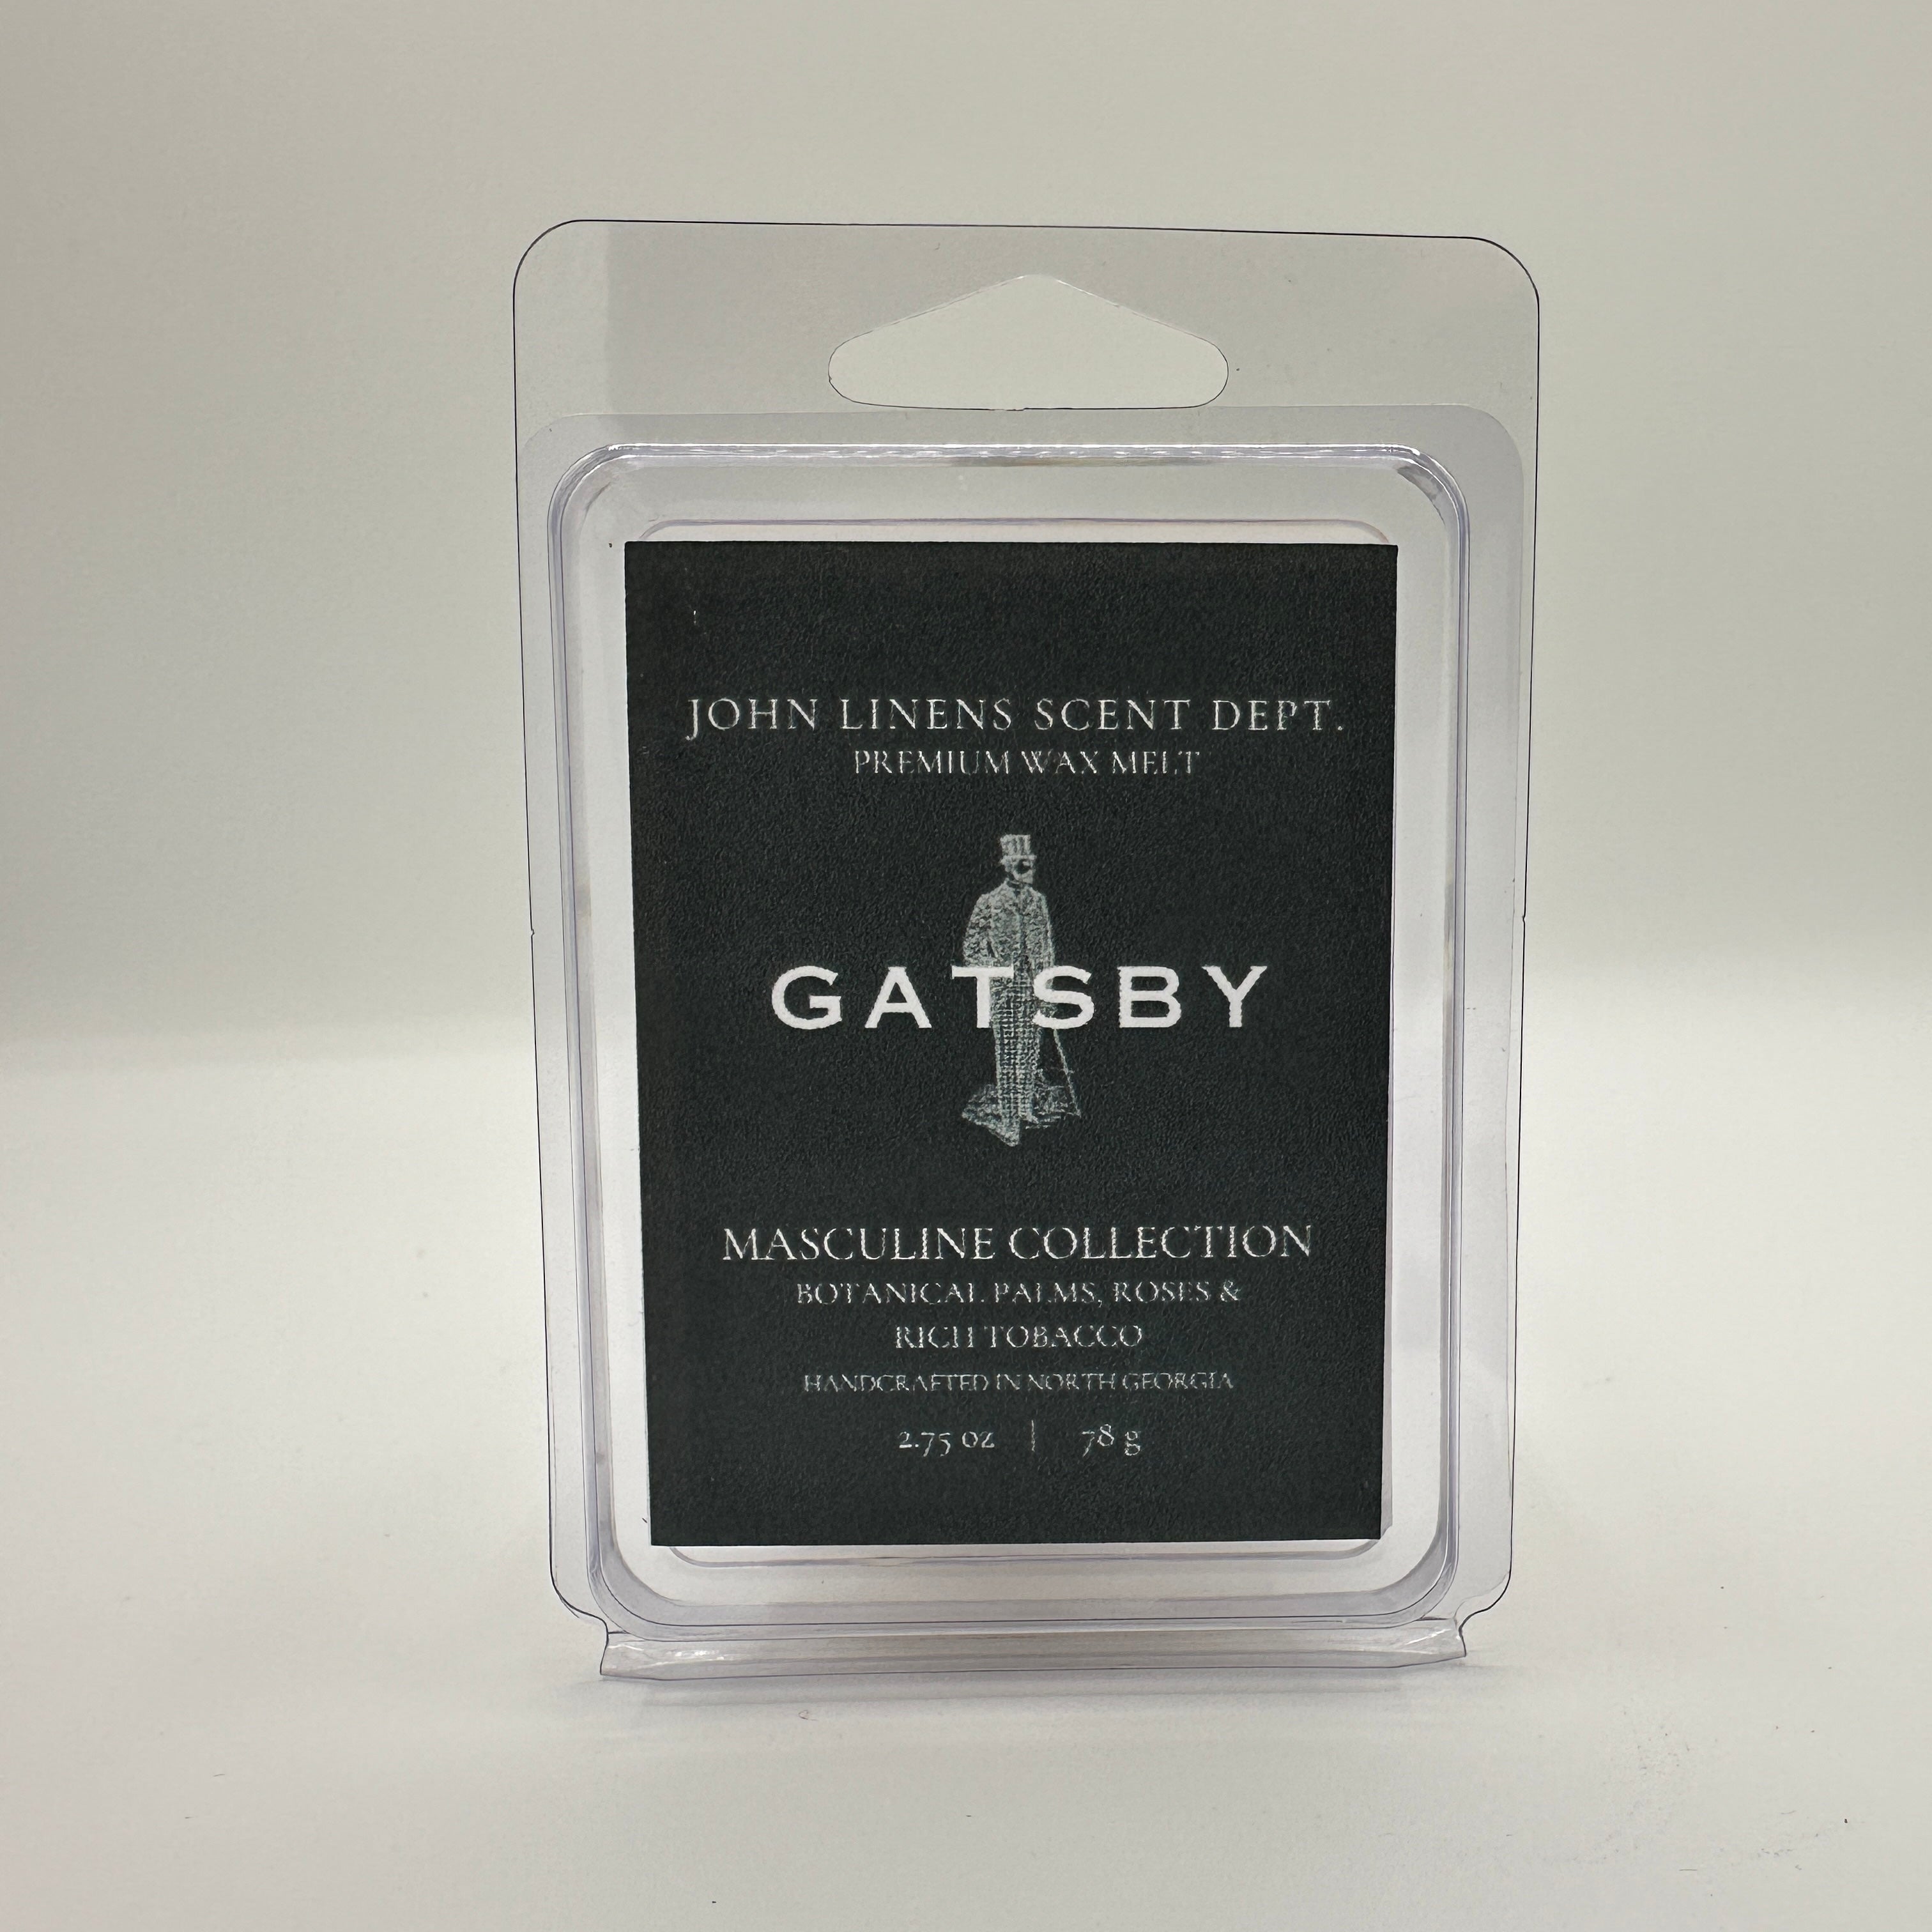 JOHN LINENS SCENT DEPT.
PREMIUM WAX MELT
GATSBY
MASCULINE COLLECTION
BOTANICAL PALMS, ROSES &
RICH TOBACCO
HANDCRAFTED IN NORTH GEORGIA
2.75 oz | 78 g